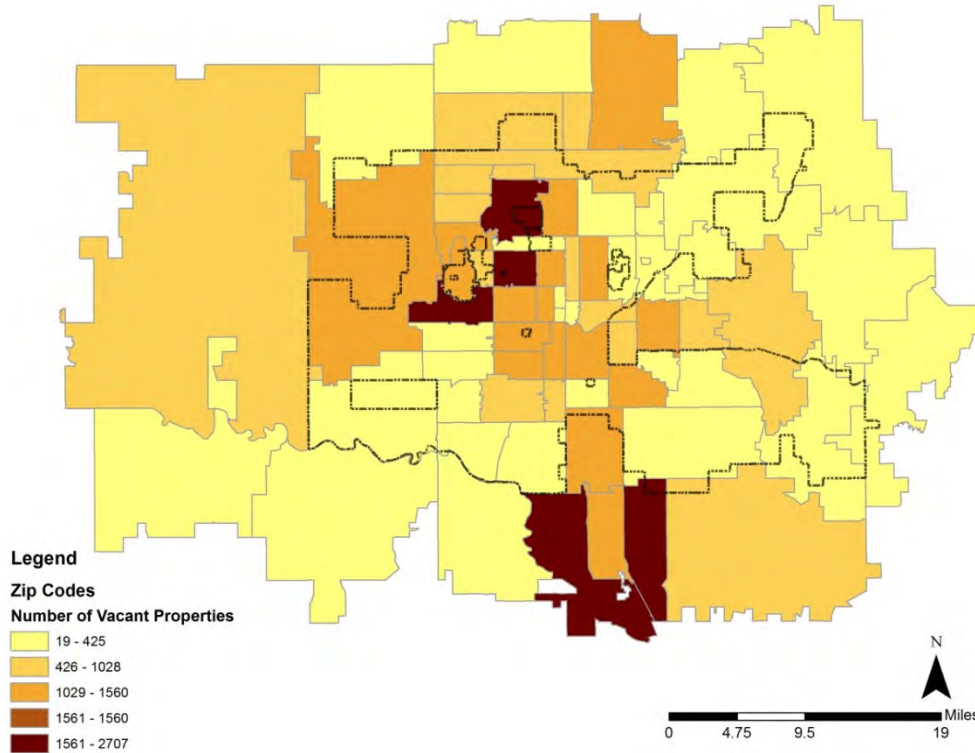 Legend
Zip Codes
Number of Vacant Properties
19 - 425
426 - 1028
1029 - 1560
1561 - 1560
1561 - 2707
N
Miles
0 4.75 9.5 19